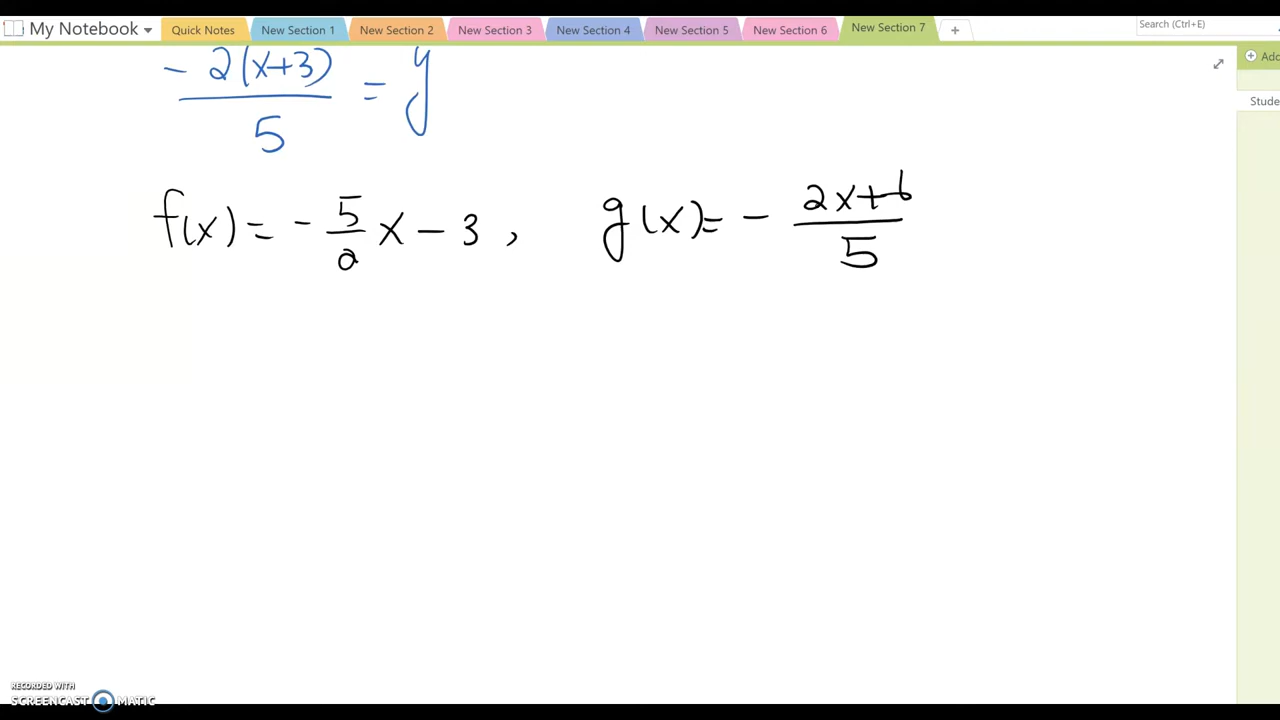 My Notebook Quick Notes New Section 1 New Section 2 New Section 3 New Section 4 New Section 5 New Section 6 New Section 7 + Search (Ctrl+E)
Add
Stude
- 2(x+3)/5 = y
f(x) = - 5/2 x - 3 , g(x) = - 2x+6/5
RECORDED WITH
SCREENCAST MATIC